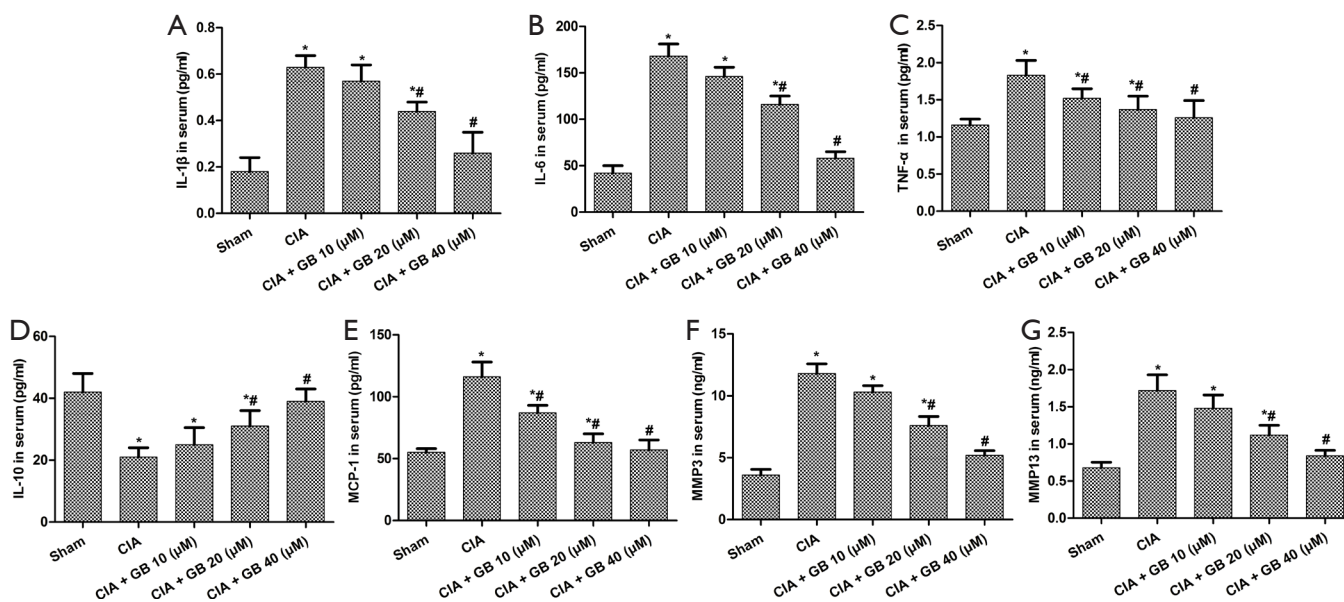 A
IL-1β in serum (pg/ml)
0.8
0.6
0.4
0.2
0.0
* * *# #
Sham
CIA
CIA + GB 10 (μM)
CIA + GB 20 (μM)
CIA + GB 40 (μM)
B
IL-6 in serum (pg/ml)
200
150
100
50
0
* * *# #
Sham
CIA
CIA + GB 10 (μM)
CIA + GB 20 (μM)
CIA + GB 40 (μM)
C
TNF-α in serum (pg/ml)
2.5
2.0
1.5
1.0
0.5
0.0
* *# *# #
Sham
CIA
CIA + GB 10 (μM)
CIA + GB 20 (μM)
CIA + GB 40 (μM)
D
IL-10 in serum (pg/ml)
60
40
20
0
* * *# #
Sham
CIA
CIA + GB 10 (μM)
CIA + GB 20 (μM)
CIA + GB 40 (μM)
E
MCP-1 in serum (pg/ml)
150
100
50
0
* *# *# #
Sham
CIA
CIA + GB 10 (μM)
CIA + GB 20 (μM)
CIA + GB 40 (μM)
F
MMP3 in serum (ng/ml)
15
10
5
0
* * *# #
Sham
CIA
CIA + GB 10 (μM)
CIA + GB 20 (μM)
CIA + GB 40 (μM)
G
MMP13 in serum (ng/ml)
2.5
2.0
1.5
1.0
0.5
0.0
* * *# #
Sham
CIA
CIA + GB 10 (μM)
CIA + GB 20 (μM)
CIA + GB 40 (μM)